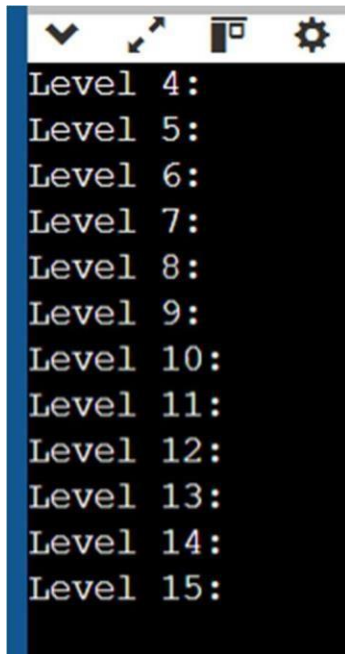 Level 4:
Level 5:
Level 6:
Level 7:
Level 8:
Level 9:
Level 10:
Level 11:
Level 12:
Level 13:
Level 14:
Level 15: